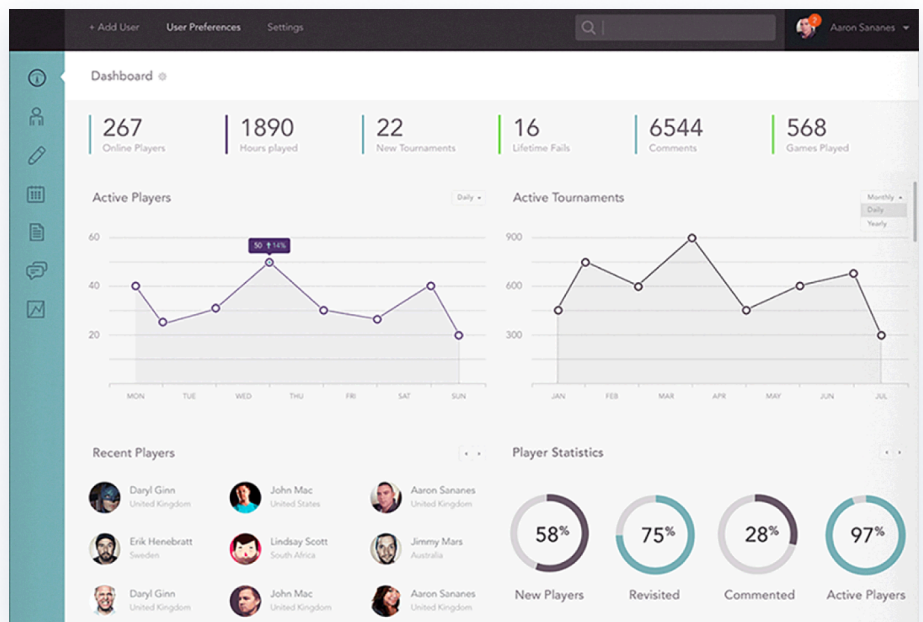 + Add User User Preferences Settings
2 Aaron Sananes
Dashboard
267 1890 22 16 6544 568
Online Players Hours played New Tournaments Lifetime Fails Comments Games Played
Active Players Daily
60
50 14%
40
20
MON TUE WED THU FRI SAT SUN
Active Tournaments Monthly
Daily
Yearly
900
600
300
JAN FEB MAR APR MAY JUN JUL
Recent Players
Daryl Ginn John Mac Aaron Sananes
United Kingdom United States United Kingdom
Erik Henebratt Lindsay Scott Jimmy Mars
Sweden South Africa Australia
Daryl Ginn John Mac Aaron Sananes
United Kingdom United Kingdom United Kingdom
Player Statistics
58% 75% 28% 97%
New Players Revisited Commented Active Players